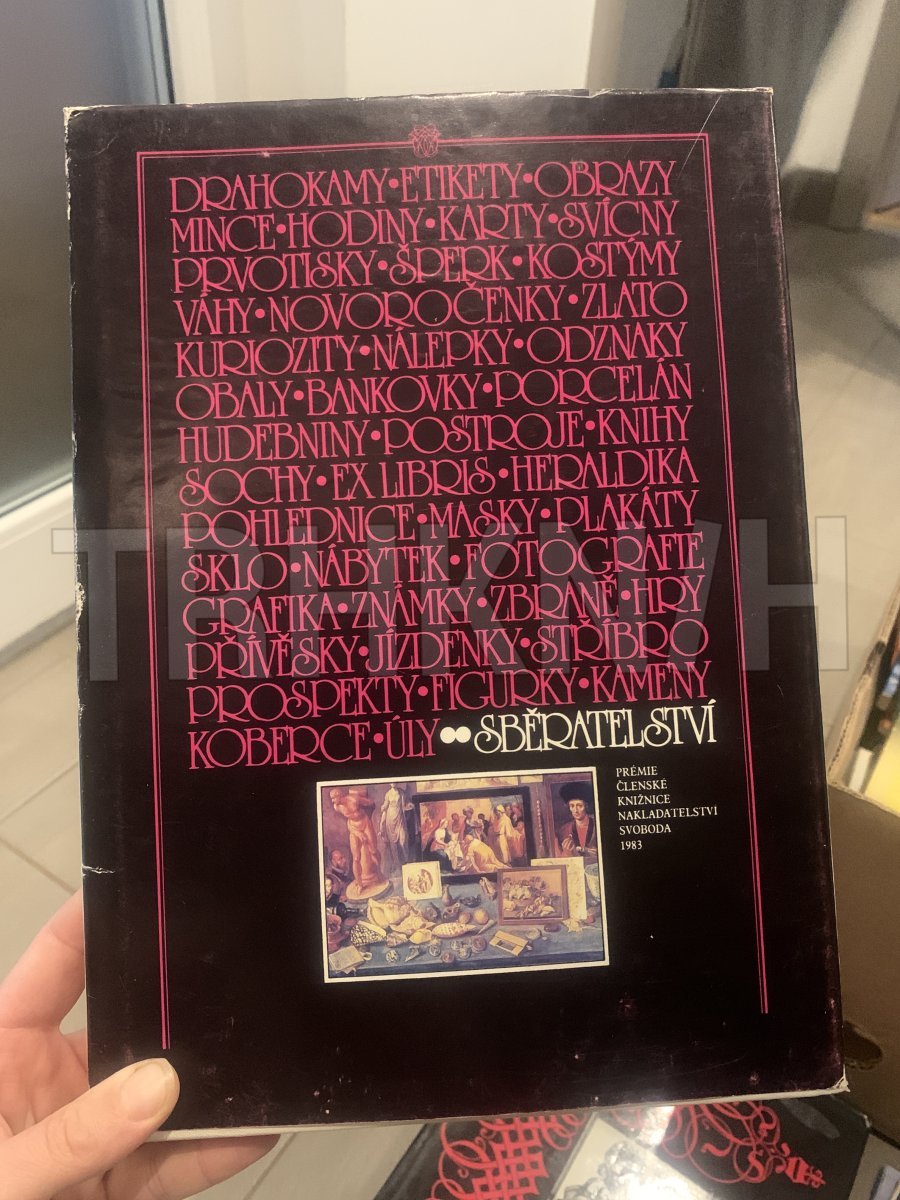 DRAHOKAMY•ETIKETY•OBRAZY
MINCE•HODINY•KARTY•SVÍCNY
PRVOTISKY•ŠPERK•KOSTÝMY
VÁHY•NOVOROČENKY•ZLATO
KURIOZITY•NÁLEPKY•ODZNAKY
OBALY•BANKOVKY•PORCELÁN
HUDEBNINY•POSTROJE•KNIHY
SOCHY•EX LIBRIS•HERALDIKA
POHLEDNICE•MASKY•PLAKÁTY
SKLO•NÁBYTEK•FOTOGRAFIE
GRAFIKA•ZNÁMKY•ZBRANĚ•HRY
PŘÍVĚSKY•JÍZDENKY•STŘÍBRO
PROSPEKTY•FIGURKY•KAMENY
KOBERCE•ÚLY••SBĚRATELSTVÍ
PRÉMIE
ČLENSKÉ
KNIŽNICE
NAKLADATELSTVÍ
SVOBODA
1983
TRHKNIH